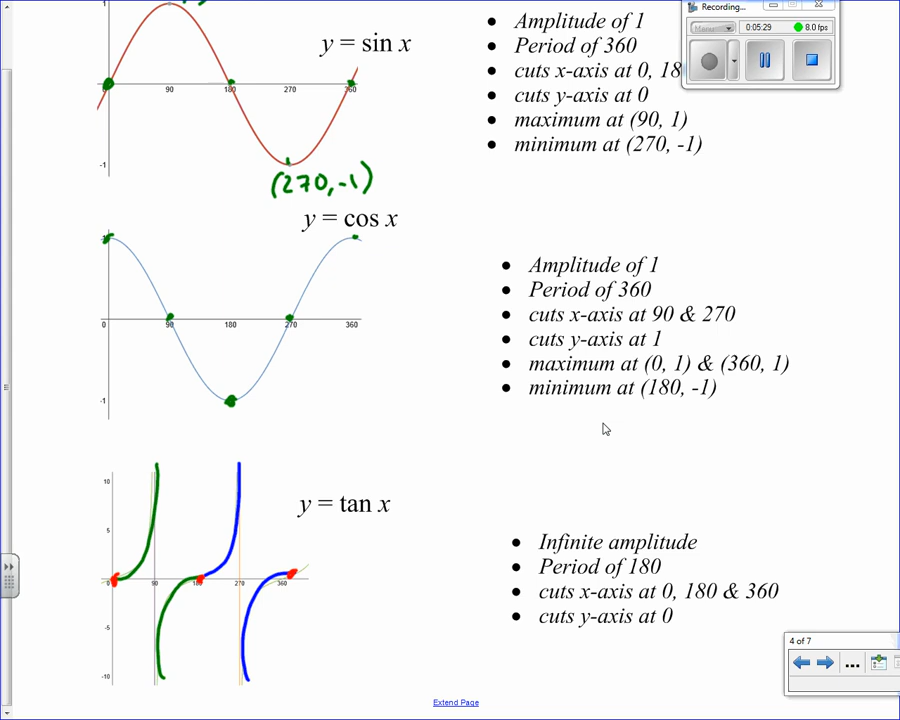 Recording...
Manual
0:05:29
8.0 fps
1
y = sin x
0
90
180
270
360
-1
(270, -1)
• Amplitude of 1
• Period of 360
• cuts x-axis at 0, 18
• cuts y-axis at 0
• maximum at (90, 1)
• minimum at (270, -1)
y = cos x
0
90
180
270
360
-1
• Amplitude of 1
• Period of 360
• cuts x-axis at 90 & 270
• cuts y-axis at 1
• maximum at (0, 1) & (360, 1)
• minimum at (180, -1)
y = tan x
10
5
0
90
180
270
360
-5
-10
• Infinite amplitude
• Period of 180
• cuts x-axis at 0, 180 & 360
• cuts y-axis at 0
4 of 7
...
Extend Page